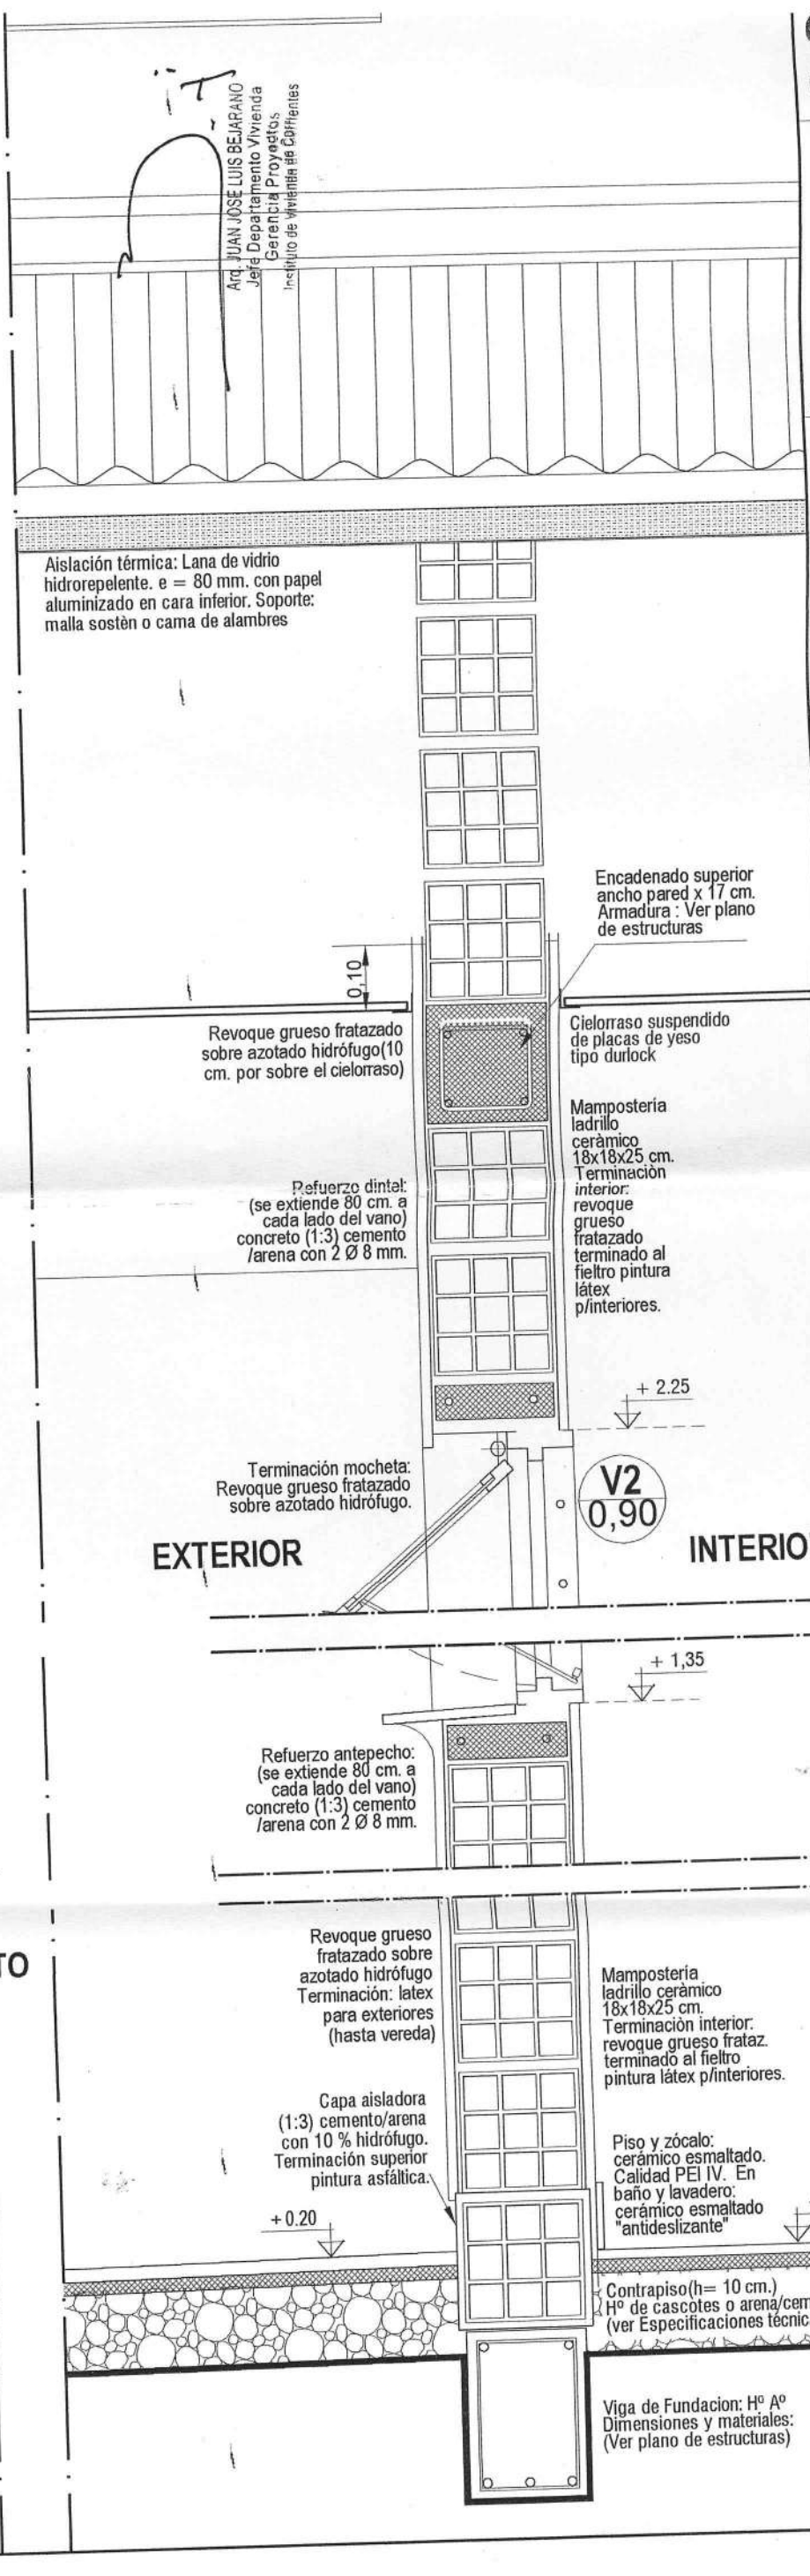 Arq. JUAN JOSE LUIS BEJARANO
Jefe Departamento Vivienda
Gerencia Proyectos
Instituto de Vivienda de Corrientes
Aislación térmica: Lana de vidrio
hidrorepelente. e = 80 mm. con papel
aluminizado en cara inferior. Soporte:
malla sostèn o cama de alambres
Encadenado superior
ancho pared x 17 cm.
Armadura : Ver plano
de estructuras
0,10
Revoque grueso fratazado
sobre azotado hidrófugo(10
cm. por sobre el cielorraso)
Cielorraso suspendido
de placas de yeso
tipo durlock
Mampostería
ladrillo
ceràmico
18x18x25 cm.
Terminaciòn
interior:
revoque
grueso
fratazado
terminado al
fieltro pintura
látex
p/interiores.
Refuerzo dintel:
(se extiende 80 cm. a
cada lado del vano)
concreto (1:3) cemento
/arena con 2 Ø 8 mm.
+ 2.25
Terminación mocheta:
Revoque grueso fratazado
sobre azotado hidrófugo.
V2
0,90
EXTERIOR
INTERIO
+ 1,35
Refuerzo antepecho:
(se extiende 80 cm. a
cada lado del vano)
concreto (1:3) cemento
/arena con 2 Ø 8 mm.
Revoque grueso
fratazado sobre
azotado hidrófugo
Terminación: latex
para exteriores
(hasta vereda)
TO
Mampostería
ladrillo ceràmico
18x18x25 cm.
Terminaciòn interior:
revoque grueso frataz.
terminado al fieltro
pintura látex p/interiores.
Capa aisladora
(1:3) cemento/arena
con 10 % hidrófugo.
Terminación superior
pintura asfáltica.
Piso y zócalo:
cerámico esmaltado.
Calidad PEI IV. En
baño y lavadero:
cerámico esmaltado
"antideslizante"
+0.20
Contrapiso(h= 10 cm.)
Hº de cascotes o arena/cem
(ver Especificaciones técnic
Viga de Fundacion: Hº Aº
Dimensiones y materiales:
(Ver plano de estructuras)